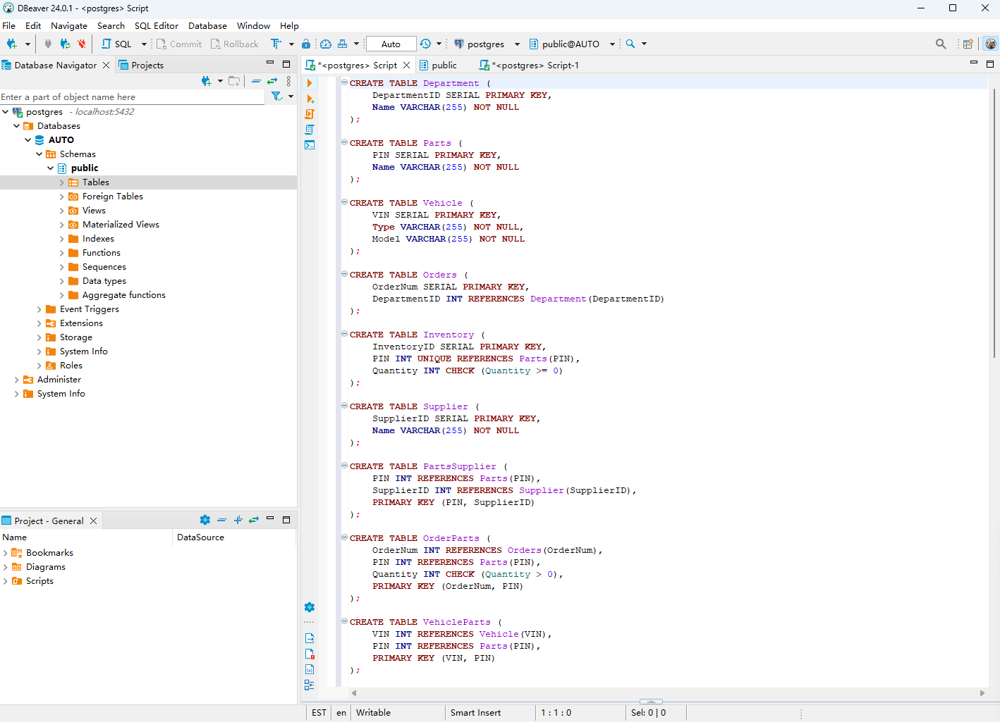 DBeaver 24.0.1 - <postgres> Script
File Edit Navigate Search SQL Editor Database Window Help
SQL Commit Rollback Auto postgres public@AUTO
Database Navigator Projects
*<postgres> Script public *<postgres> Script-1
Enter a part of object name here
postgres - localhost:5432
Databases
AUTO
Schemas
public
Tables
Foreign Tables
Views
Materialized Views
Indexes
Functions
Sequences
Data types
Aggregate functions
Event Triggers
Extensions
Storage
System Info
Roles
Administer
System Info
Project - General
Name DataSource
Bookmarks
Diagrams
Scripts
CREATE TABLE Department (
DepartmentID SERIAL PRIMARY KEY,
Name VARCHAR(255) NOT NULL
);
CREATE TABLE Parts (
PIN SERIAL PRIMARY KEY,
Name VARCHAR(255) NOT NULL
);
CREATE TABLE Vehicle (
VIN SERIAL PRIMARY KEY,
Type VARCHAR(255) NOT NULL,
Model VARCHAR(255) NOT NULL
);
CREATE TABLE Orders (
OrderNum SERIAL PRIMARY KEY,
DepartmentID INT REFERENCES Department(DepartmentID)
);
CREATE TABLE Inventory (
InventoryID SERIAL PRIMARY KEY,
PIN INT UNIQUE REFERENCES Parts(PIN),
Quantity INT CHECK (Quantity >= 0)
);
CREATE TABLE Supplier (
SupplierID SERIAL PRIMARY KEY,
Name VARCHAR(255) NOT NULL
);
CREATE TABLE PartsSupplier (
PIN INT REFERENCES Parts(PIN),
SupplierID INT REFERENCES Supplier(SupplierID),
PRIMARY KEY (PIN, SupplierID)
);
CREATE TABLE OrderParts (
OrderNum INT REFERENCES Orders(OrderNum),
PIN INT REFERENCES Parts(PIN),
Quantity INT CHECK (Quantity > 0),
PRIMARY KEY (OrderNum, PIN)
);
CREATE TABLE VehicleParts (
VIN INT REFERENCES Vehicle(VIN),
PIN INT REFERENCES Parts(PIN),
PRIMARY KEY (VIN, PIN)
);
EST en Writable Smart Insert 1 : 1 : 0 Sel: 0 | 0